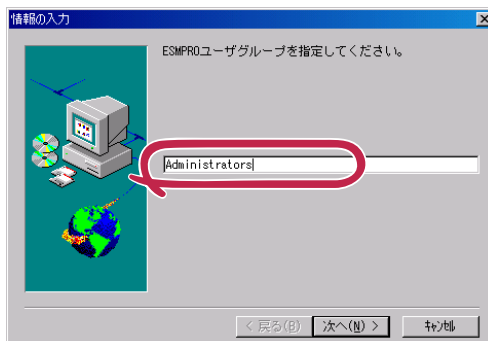 情報の入力
ESMPROユーザグループを指定してください。
Administrators
< 戻る(B)
次へ(N) >
キャンセル